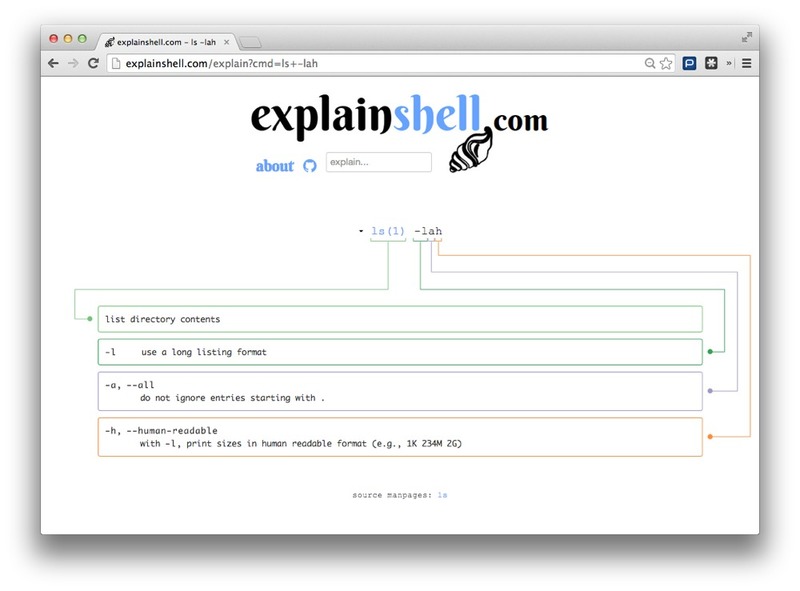 explainshell.com - ls -lah
explainshell.com/explain?cmd=ls+-lah
explainshell.com
about explain...
ls(1) -lah
list directory contents
-l use a long listing format
-a, --all
do not ignore entries starting with .
-h, --human-readable
with -l, print sizes in human readable format (e.g., 1K 234M 2G)
source manpages: ls